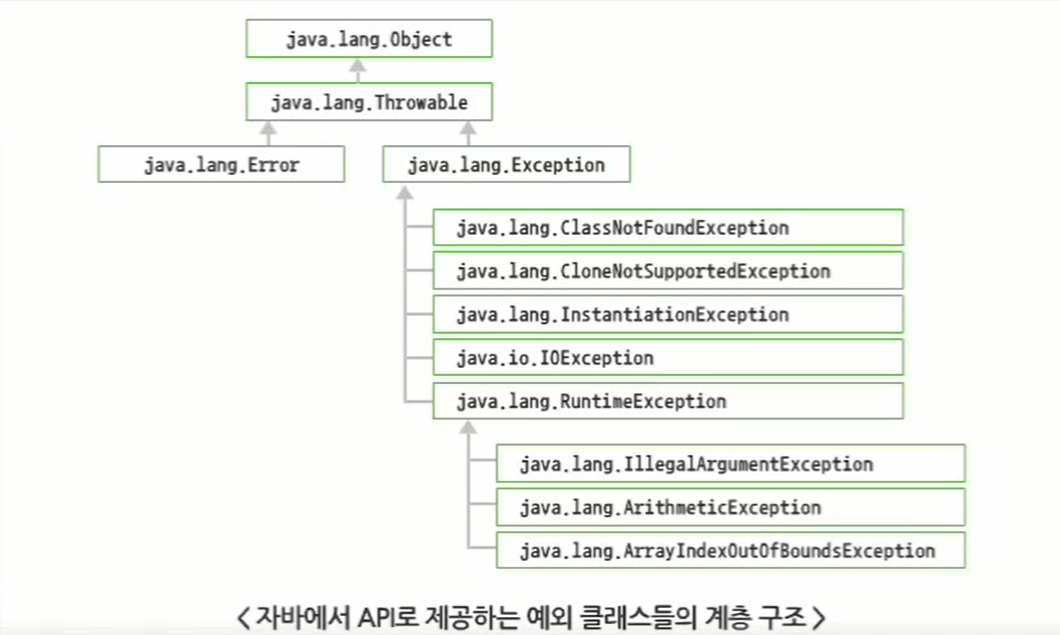 java.lang.Object
java.lang.Throwable
java.lang.Error
java.lang.Exception
java.lang.ClassNotFoundException
java.lang.CloneNotSupportedException
java.lang.InstantiationException
java.io.IOException
java.lang.RuntimeException
java.lang.IllegalArgumentException
java.lang.ArithmeticException
java.lang.ArrayIndexOutOfBoundsException
< 자바에서 API로 제공하는 예외 클래스들의 계층 구조 >